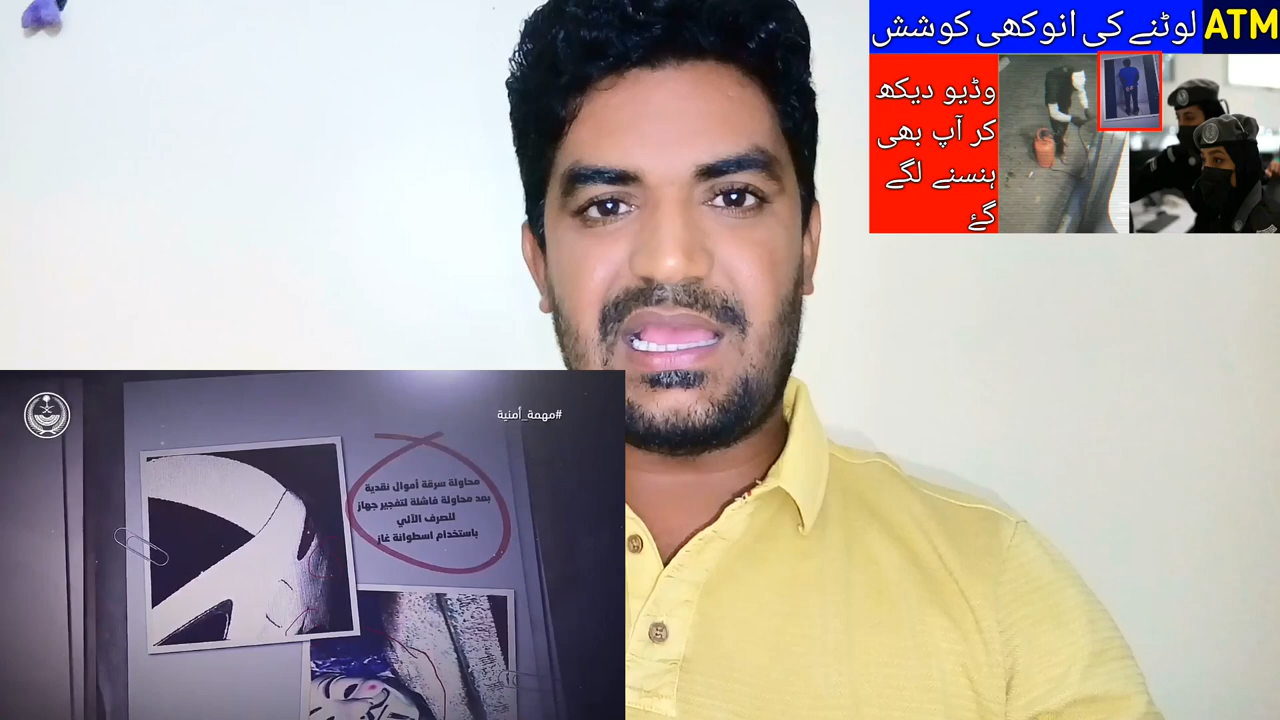 ATM لوٹنے کی انوکھی کوشش
وڈیو دیکھ
کر آپ بھی
ہنسنے لگے
گۓ
#مهمة_أمنية
محاولة سرقة أموال نقدية
بعد محاولة فاشلة لتفجير جهاز
للصرف الآلي
باستخدام اسطوانة غاز